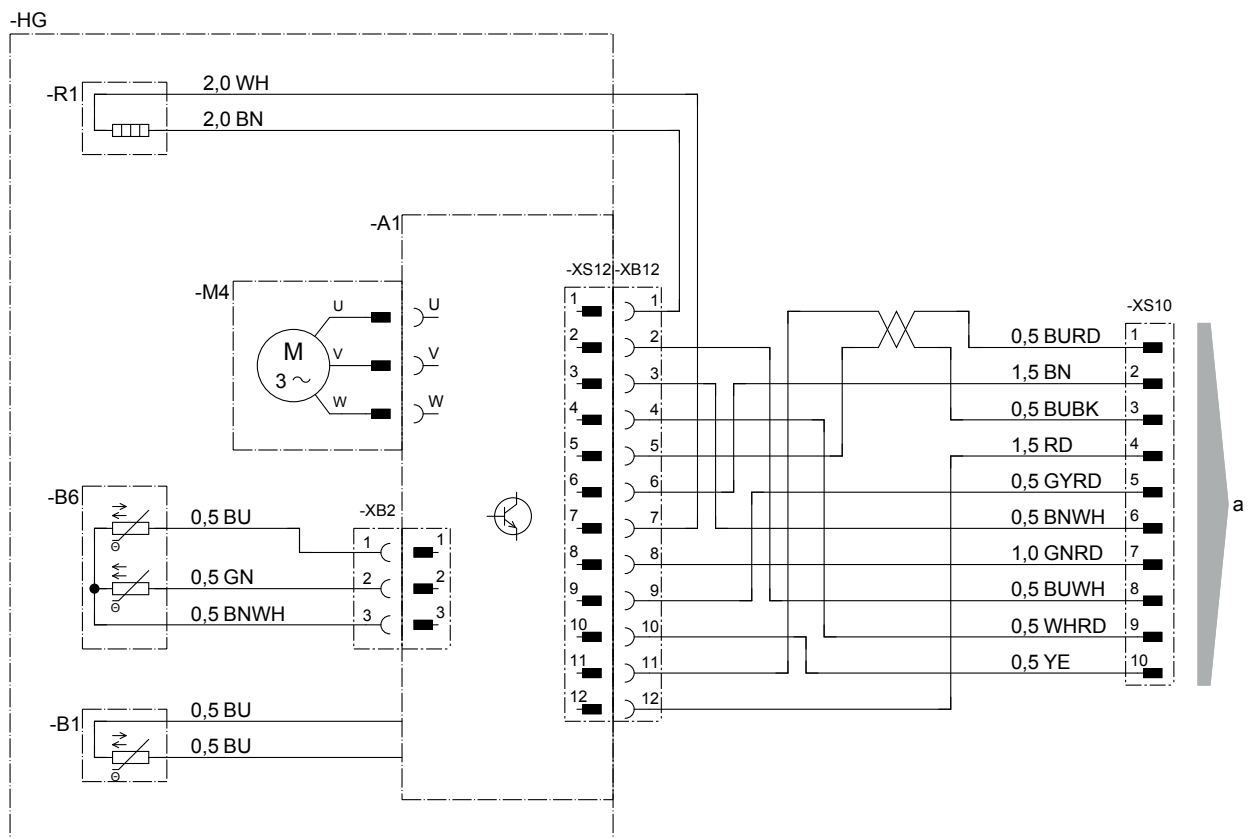 -HG
-R1
2,0 WH
2,0 BN
-A1
-M4
M
3 ~
U
V
W
U
V
W
-XS12
-XB12
1
2
3
4
5
6
7
8
9
10
11
12
1
2
3
4
5
6
7
8
9
10
11
12
-XS10
0,5 BURD
1
1,5 BN
2
0,5 BUBK
3
1,5 RD
4
0,5 GYRD
5
0,5 BNWH
6
1,0 GNRD
7
0,5 BUWH
8
0,5 WHRD
9
0,5 YE
10
a
-B6
Θ
Θ
0,5 BU
0,5 GN
0,5 BNWH
-XB2
1
2
3
1
2
3
-B1
Θ
0,5 BU
0,5 BU